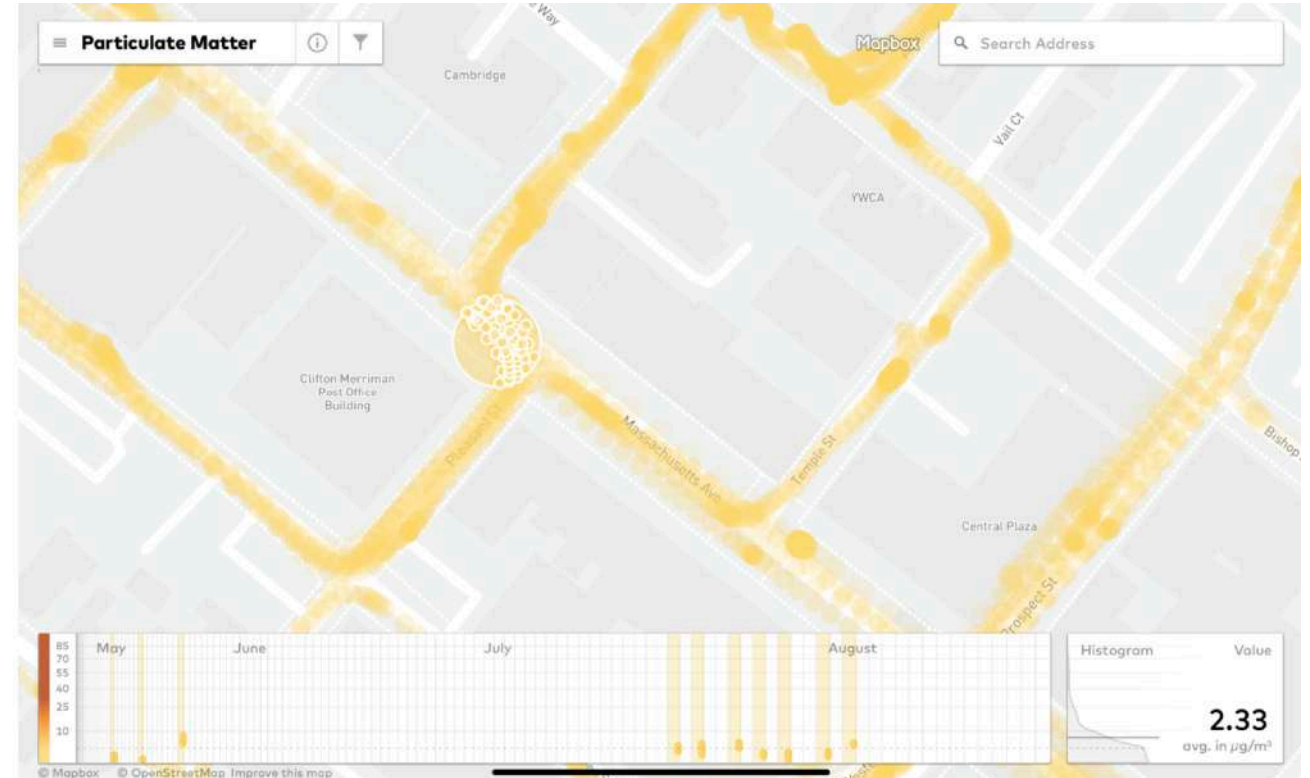 Particulate Matter
Way
Mapbox
Search Address
Cambridge
Vail Ct
YWCA
Clifton Merriman
Post Office
Building
Pleasant St
Massachusetts Ave
Temple St
Central Plaza
Bishop
Prospect St
May
June
July
August
85
70
55
40
25
10
Histogram
Value
2.33
avg. in µg/m³
© Mapbox © OpenStreetMap Improve this map